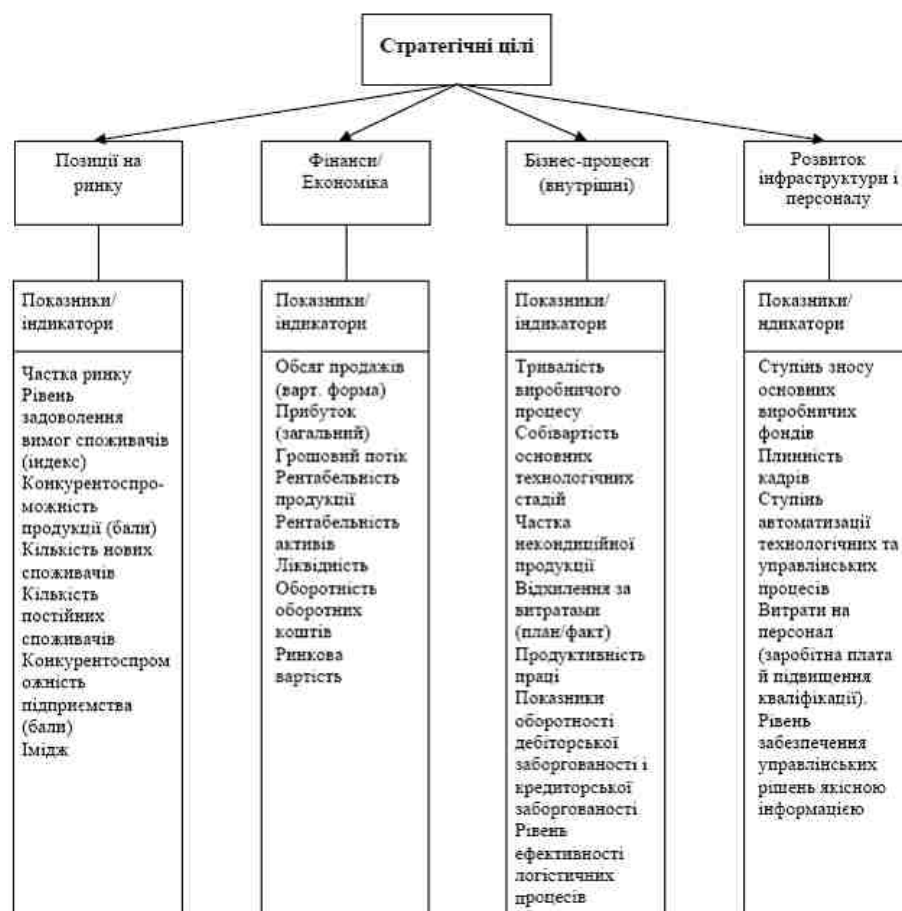 Стратегічні цілі
Позиції на
ринку
Фінанси/
Економіка
Бізнес-процеси
(внутрішні)
Розвиток
інфраструктури і
персоналу
Показники/
індикатори
Частка ринку
Рівень
задоволення
вимог споживачів
(індекс)
Конкурентоспро-
можність
продукції (бали)
Кількість нових
споживачів
Кількість
постійних
споживачів
Конкурентоспром
ожність
підприємства
(бали)
Імідж
Показники/
індикатори
Обсяг продажів
(варт. форма)
Прибуток
(загальний)
Грошовий потік
Рентабельність
продукції
Рентабельність
активів
Ліквідність
Оборотність
оборотних
коштів
Ринкова
вартість
Показники/
індикатори
Тривалість
виробничого
процесу
Собівартість
основних
технологічних
стадій
Частка
некондиційної
продукції
Відхилення за
витратами
(план/факт)
Продуктивність
праці
Показники
оборотності
дебіторської
заборгованості і
кредиторської
заборгованості
Рівень
ефективності
логістичних
процесів
Показники/
ндикатори
Ступінь зносу
основних
виробничих
фондів
Плинність
кадрів
Ступінь
автоматизації
технологічних та
управлінських
процесів
Витрати на
персонал
(заробітна плата
й підвищення
кваліфікації).
Рівень
забезпечення
управлінських
рішень якісною
інформацією